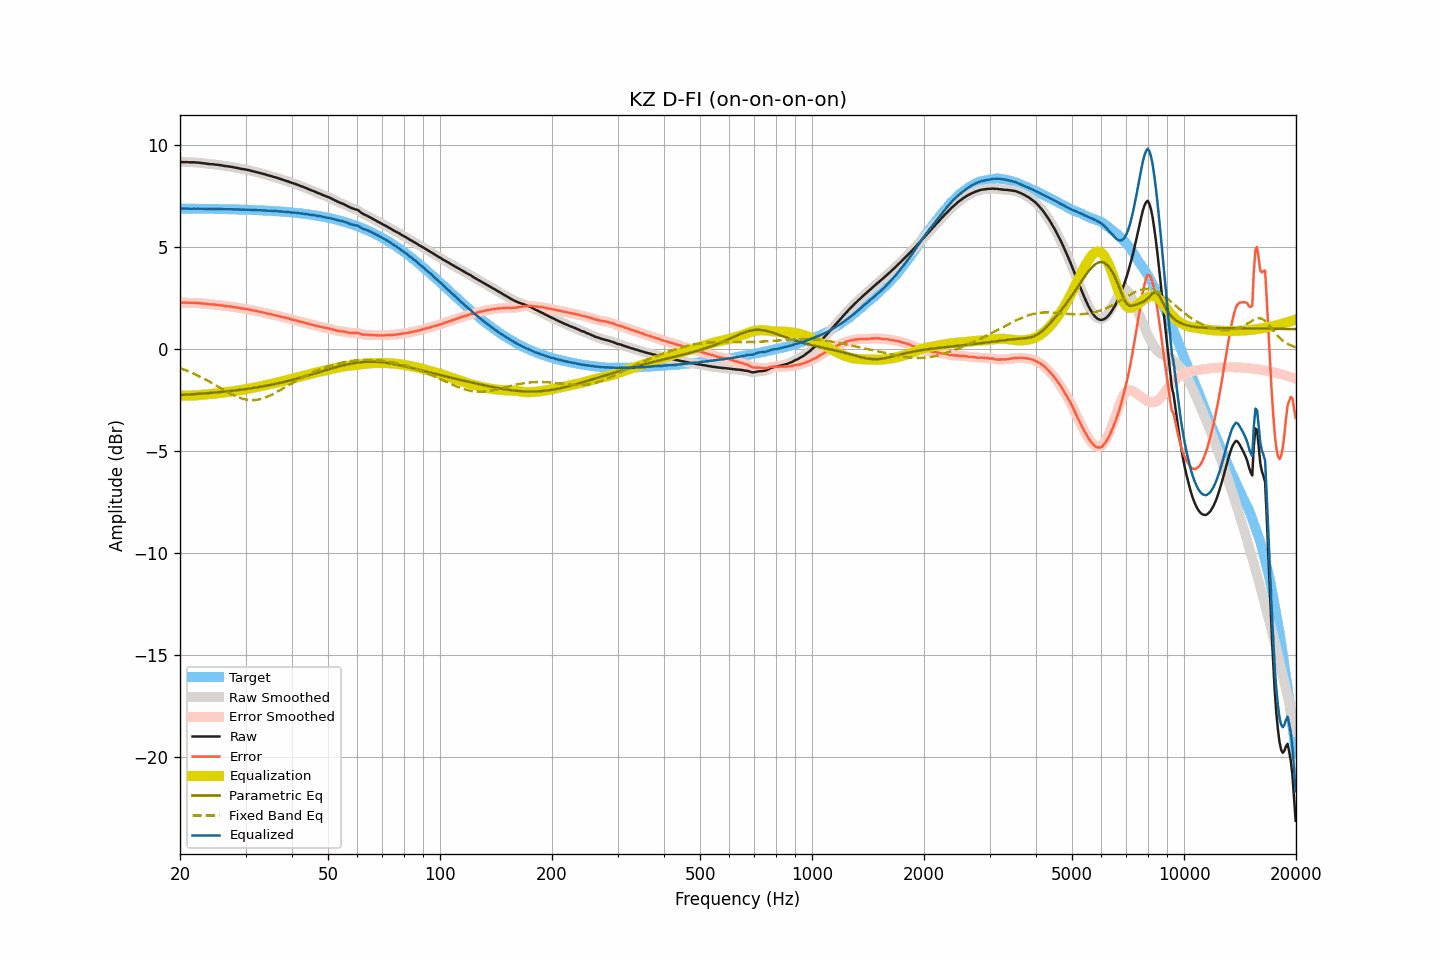 KZ D-FI (on-on-on-on)
10
5
0
−5
−10
−15
−20
Amplitude (dBr)
Target
Raw Smoothed
Error Smoothed
Raw
Error
Equalization
Parametric Eq
Fixed Band Eq
Equalized
20 50 100 200 500 1000 2000 5000 10000 20000
Frequency (Hz)